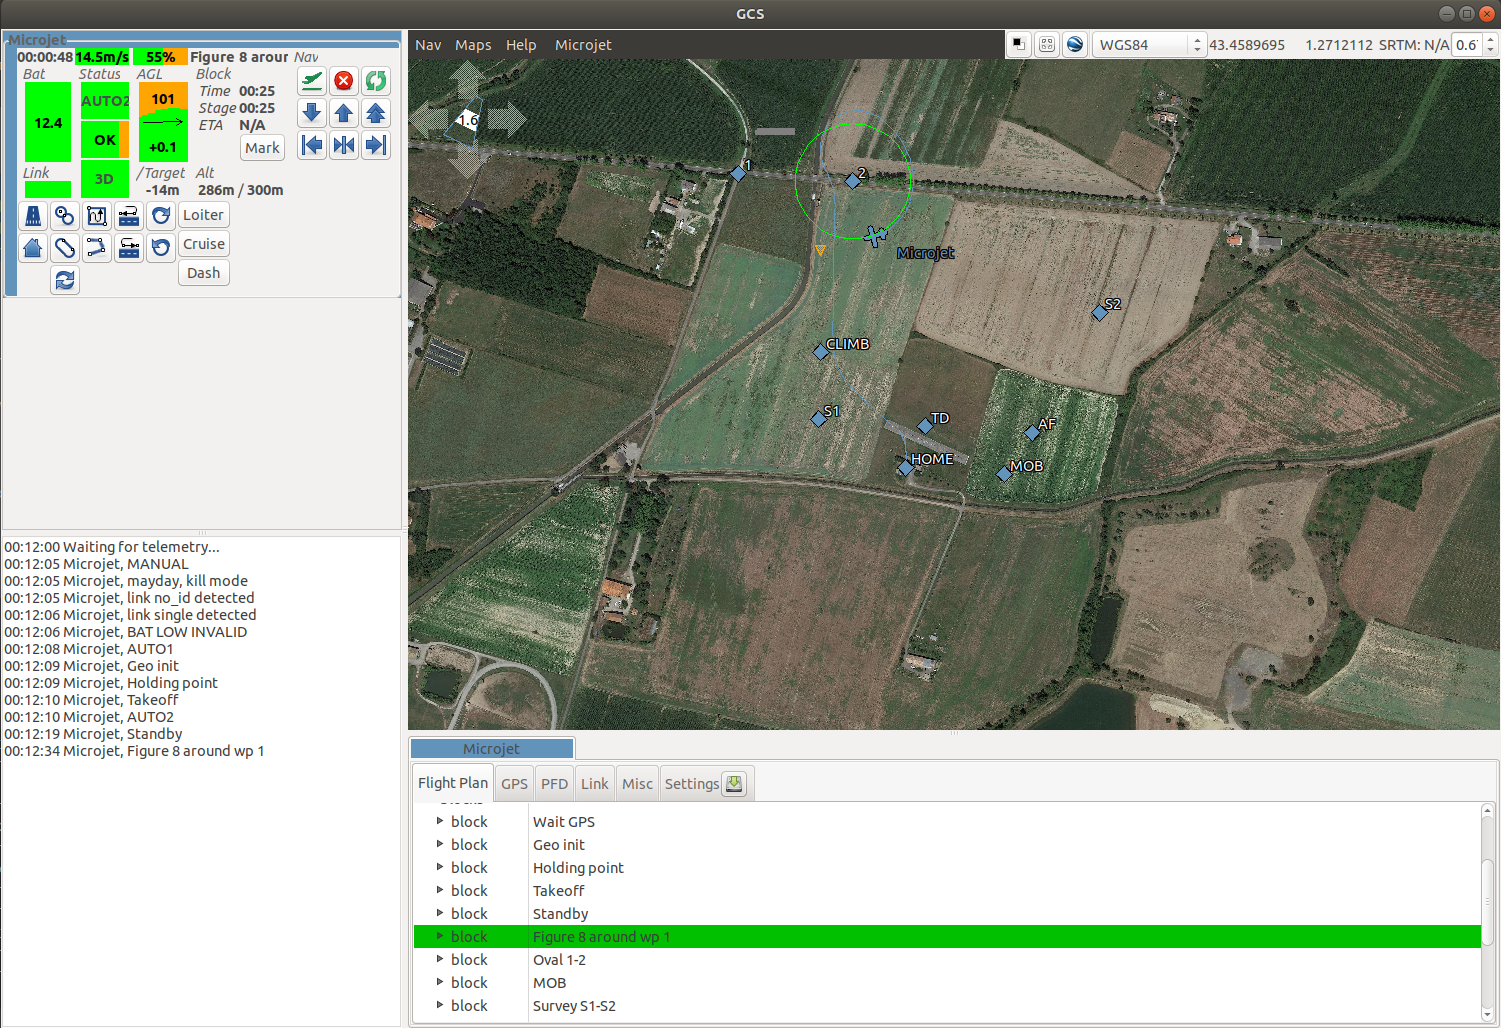 GCS
Microjet
00:00:48 14.5m/s 55% Figure 8 arour Nav
Bat Status AGL Block
12.4
AUTO2
OK
3D
101
+0.1
Time 00:25
Stage 00:25
ETA N/A
Mark
Link
/Target Alt
-14m 286m / 300m
Loiter
Cruise
Dash
00:12:00 Waiting for telemetry...
00:12:05 Microjet, MANUAL
00:12:05 Microjet, mayday, kill mode
00:12:05 Microjet, link no_id detected
00:12:06 Microjet, link single detected
00:12:06 Microjet, BAT LOW INVALID
00:12:08 Microjet, AUTO1
00:12:09 Microjet, Geo init
00:12:09 Microjet, Holding point
00:12:10 Microjet, Takeoff
00:12:10 Microjet, AUTO2
00:12:19 Microjet, Standby
00:12:34 Microjet, Figure 8 around wp 1
Nav Maps Help Microjet
WGS84 43.4589695 1.2712112 SRTM: N/A 0.6
1.6
1
2
Microjet
S2
CLIMB
S1
TD
AF
HOME
MOB
Microjet
Flight Plan GPS PFD Link Misc Settings
block Wait GPS
block Geo init
block Holding point
block Takeoff
block Standby
block Figure 8 around wp 1
block Oval 1-2
block MOB
block Survey S1-S2